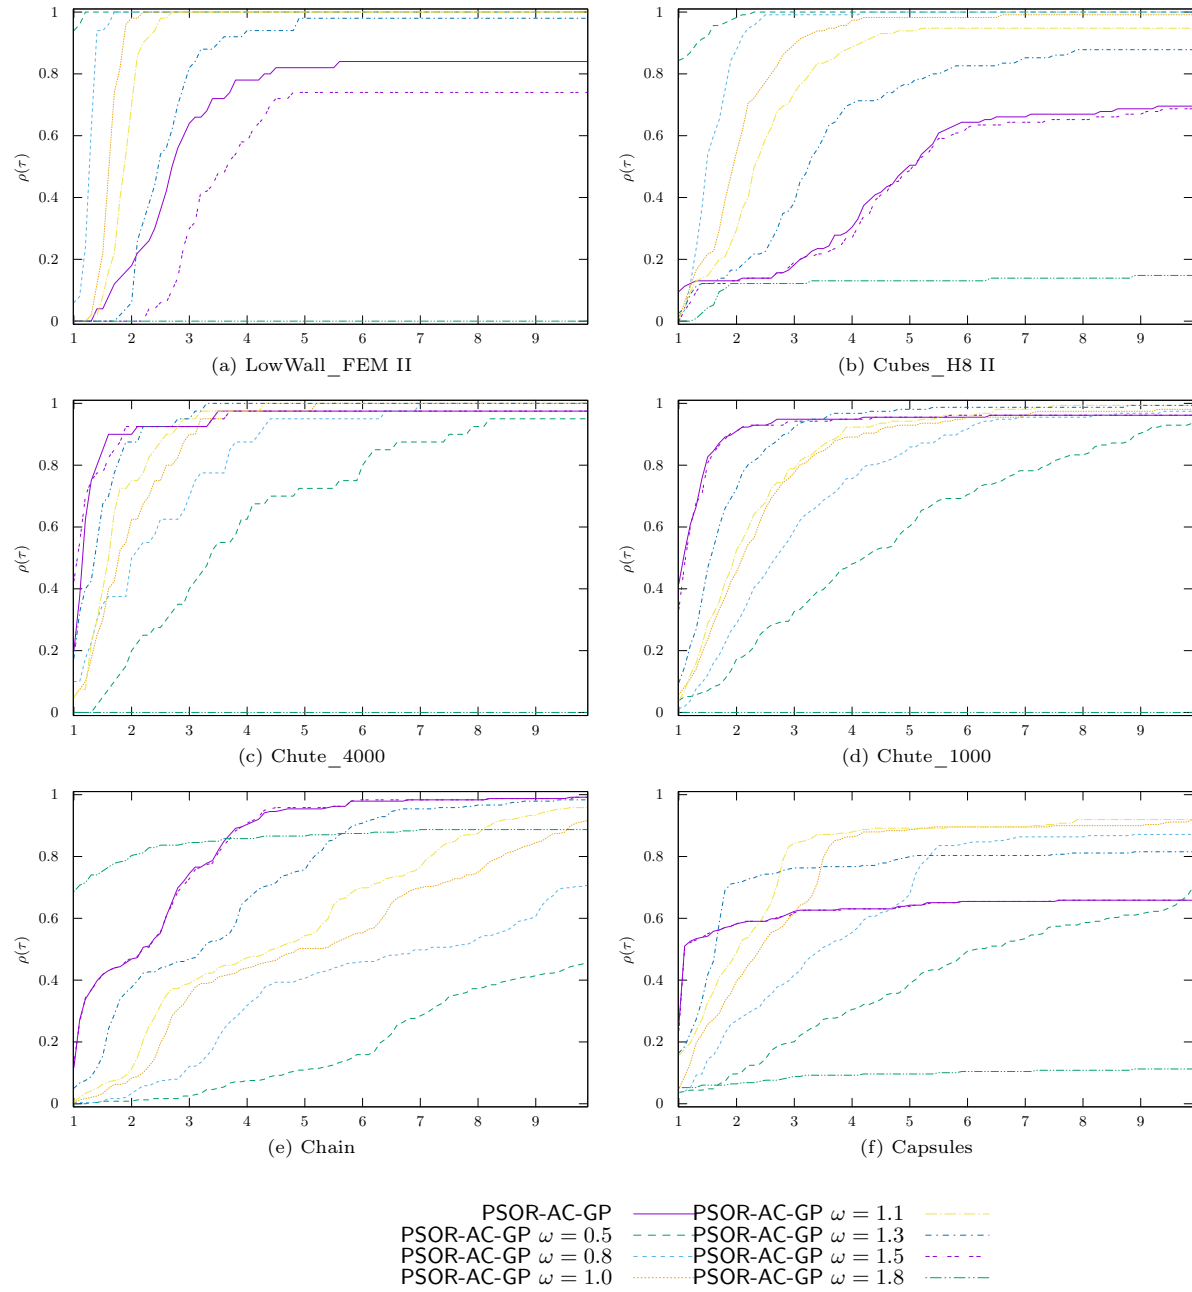 1
0.8
0.6
ρ(τ)
0.4
0.2
0
1 2 3 4 5 6 7 8 9
(a) LowWall_FEM II
1
0.8
0.6
ρ(τ)
0.4
0.2
0
1 2 3 4 5 6 7 8 9
(b) Cubes_H8 II
1
0.8
0.6
ρ(τ)
0.4
0.2
0
1 2 3 4 5 6 7 8 9
(c) Chute_4000
1
0.8
0.6
ρ(τ)
0.4
0.2
0
1 2 3 4 5 6 7 8 9
(d) Chute_1000
1
0.8
0.6
ρ(τ)
0.4
0.2
0
1 2 3 4 5 6 7 8 9
(e) Chain
1
0.8
0.6
ρ(τ)
0.4
0.2
0
1 2 3 4 5 6 7 8 9
(f) Capsules
PSOR-AC-GP
PSOR-AC-GP ω = 0.5
PSOR-AC-GP ω = 0.8
PSOR-AC-GP ω = 1.0
PSOR-AC-GP ω = 1.1
PSOR-AC-GP ω = 1.3
PSOR-AC-GP ω = 1.5
PSOR-AC-GP ω = 1.8